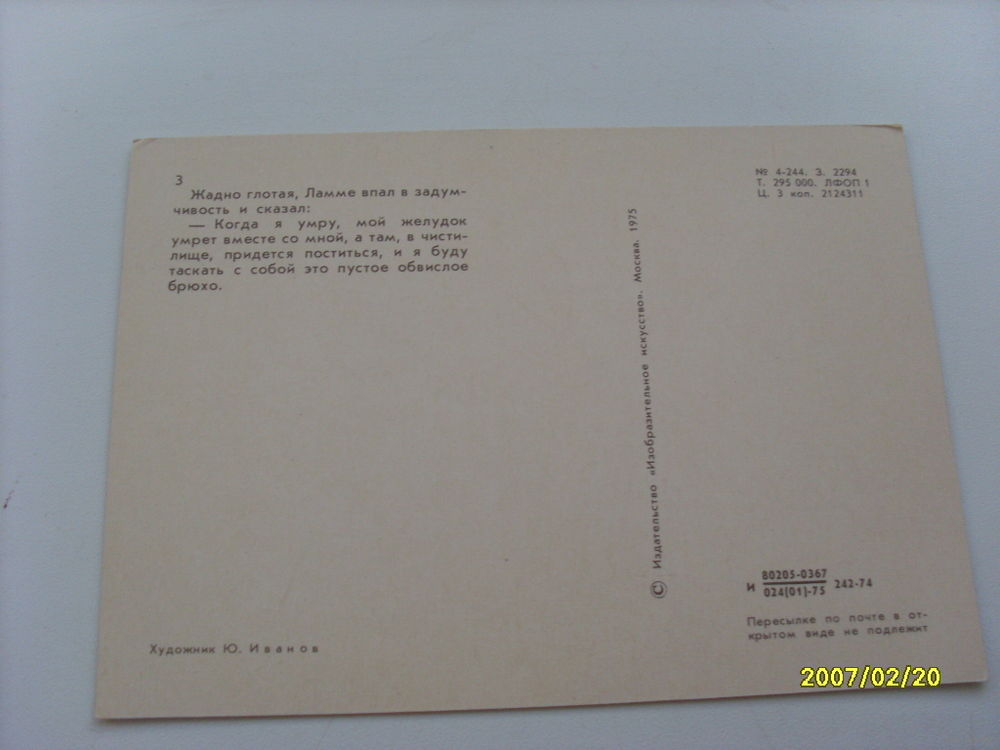 3
Жадно глотая, Ламме впал в задум-
чивость и сказал:
— Когда я умру, мой желудок
умрет вместе со мной, а там, в чисти-
лище, придется поститься, и я буду
таскать с собой это пустое обвислое
брюхо.
Художник Ю. Иванов
© Издательство «Изобразительное искусство». Москва. 1975
№ 4-244. З. 2294
Т. 295 000. ЛФОП 1
Ц. 3 коп. 2124311
И 80205-0367
024(01)-75 242-74
Пересылке по почте в от-
крытом виде не подлежит
2007/02/20